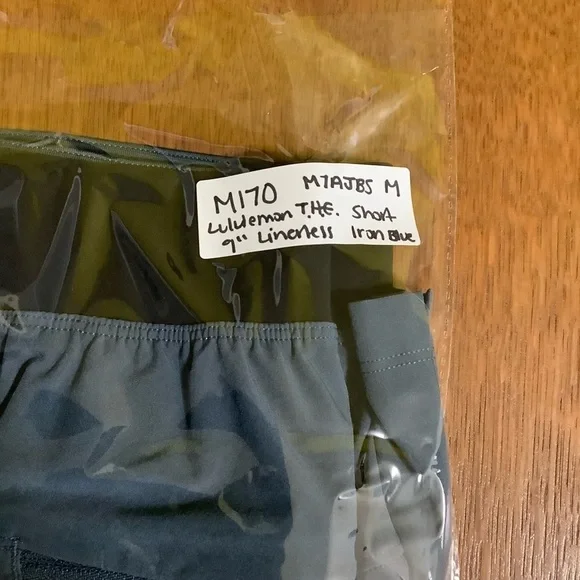 M170 M7AJBS M
Lululemon T.H.E. Short
9" Linerless Iron Blue